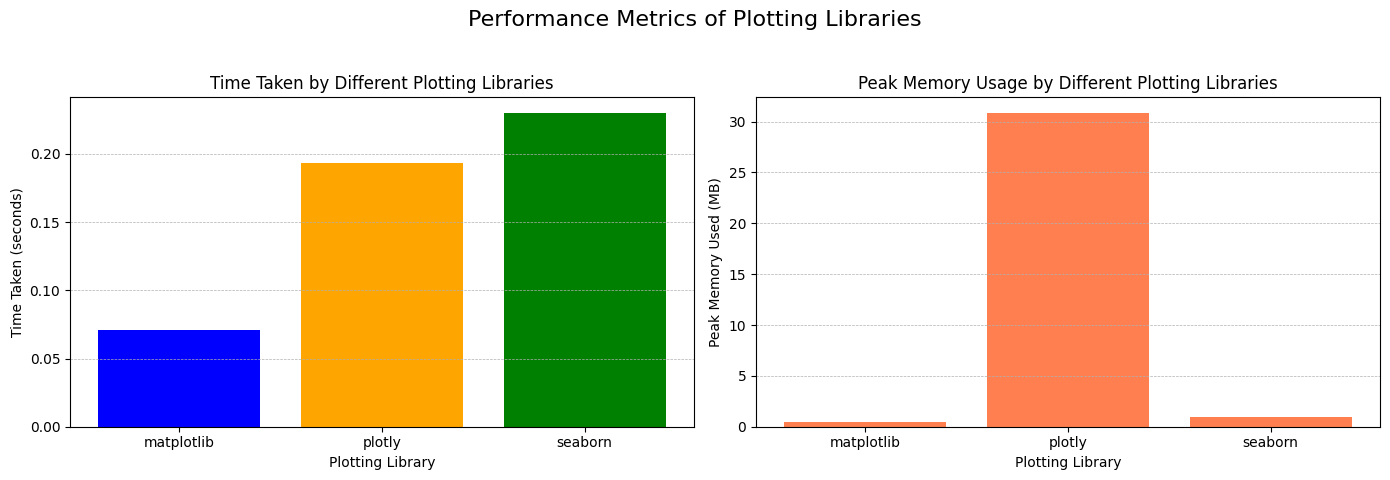 Performance Metrics of Plotting Libraries
Time Taken by Different Plotting Libraries
Time Taken (seconds)
0.20
0.15
0.10
0.05
0.00
matplotlib
plotly
seaborn
Plotting Library
Peak Memory Usage by Different Plotting Libraries
Peak Memory Used (MB)
30
25
20
15
10
5
0
matplotlib
plotly
seaborn
Plotting Library